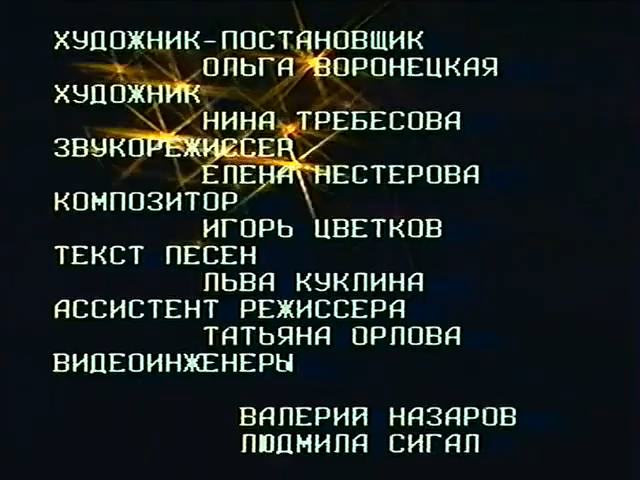 ХУДОЖНИК-ПОСТАНОВЩИК
ОЛЬГА ВОРОНЕЦКАЯ
ХУДОЖНИК
НИНА ТРЕБЕСОВА
ЗВУКОРЕЖИССЕР
ЕЛЕНА НЕСТЕРОВА
КОМПОЗИТОР
ИГОРЬ ЦВЕТКОВ
ТЕКСТ ПЕСЕН
ЛЬВА КУКЛИНА
АССИСТЕНТ РЕЖИССЕРА
ТАТЬЯНА ОРЛОВА
ВИДЕОИНЖЕНЕРЫ
ВАЛЕРИЙ НАЗАРОВ
ЛЮДМИЛА СИГАЛ